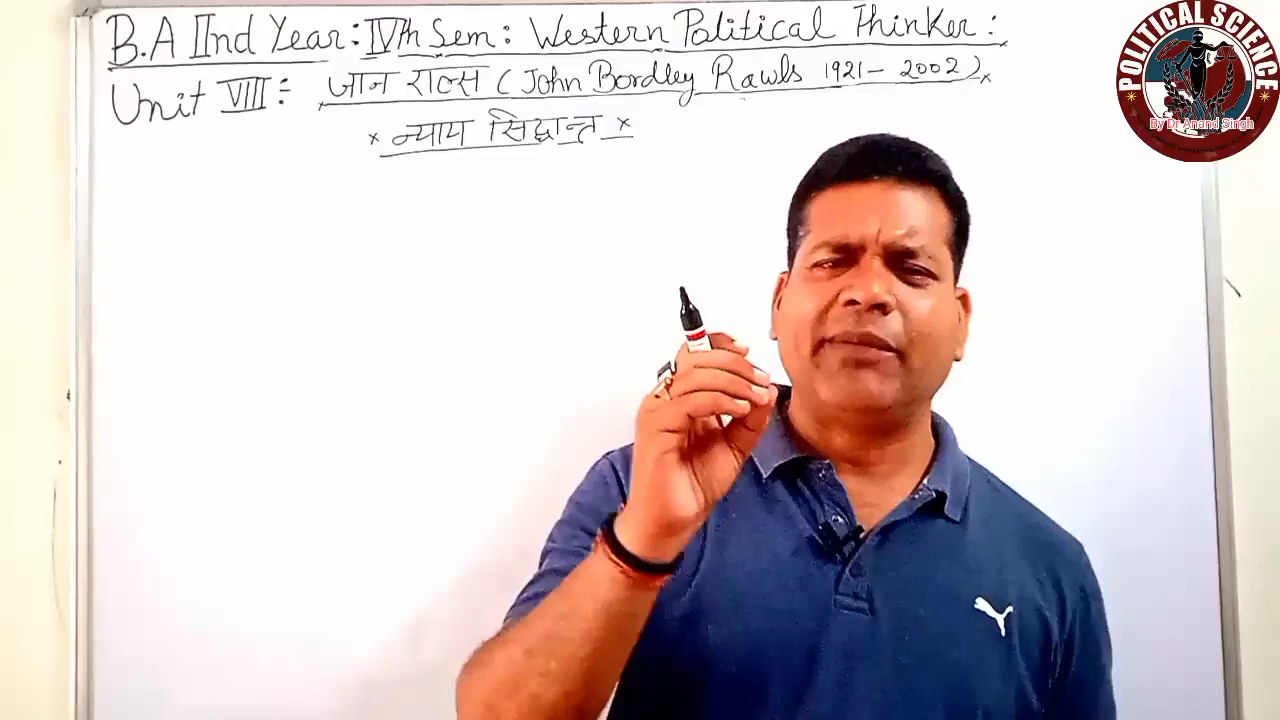 B.A IInd Year: IVth Sem: Western Political Thinker:
Unit VIII: जान राल्स (John Bordley Rawls 1921-2002)
x न्याय सिद्धान्त x
POLITICAL SCIENCE
By Dr Anand Singh